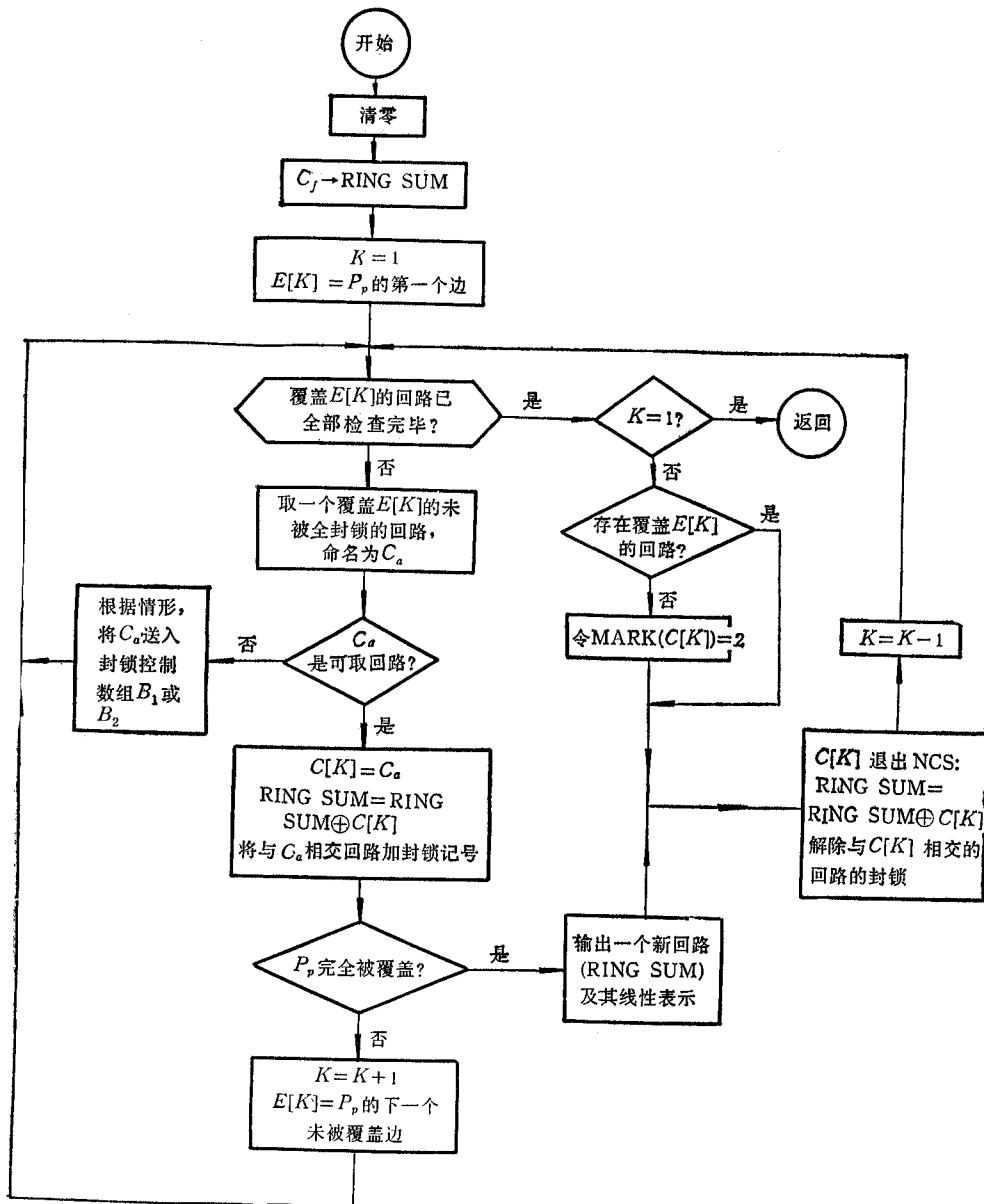 开始
清零
C_f→RING SUM
K=1
E[K]=P_p的第一个边
覆盖E[K]的回路已
全部检查完毕?
是
K=1?
是
返回
否
否
取一个覆盖E[K]的未
被全封锁的回路,
命名为C_a
存在覆盖E[K]
的回路?
是
否
令MARK(C[K])=2
K=K-1
根据情形,
将C_a送入
封锁控制
数组B_1或
B_2
否
C_a
是可取回路?
是
C[K]=C_a
RING SUM=RING
SUM⊕C[K]
将与C_a相交回路加封锁记号
C[K]退出NCS:
RING SUM=
RING SUM⊕C[K]
解除与C[K]相交的
回路的封锁
P_p完全被覆盖?
是
输出一个新回路
(RING SUM)
及其线性表示
否
K=K+1
E[K]=P_p的下一个
未被覆盖边